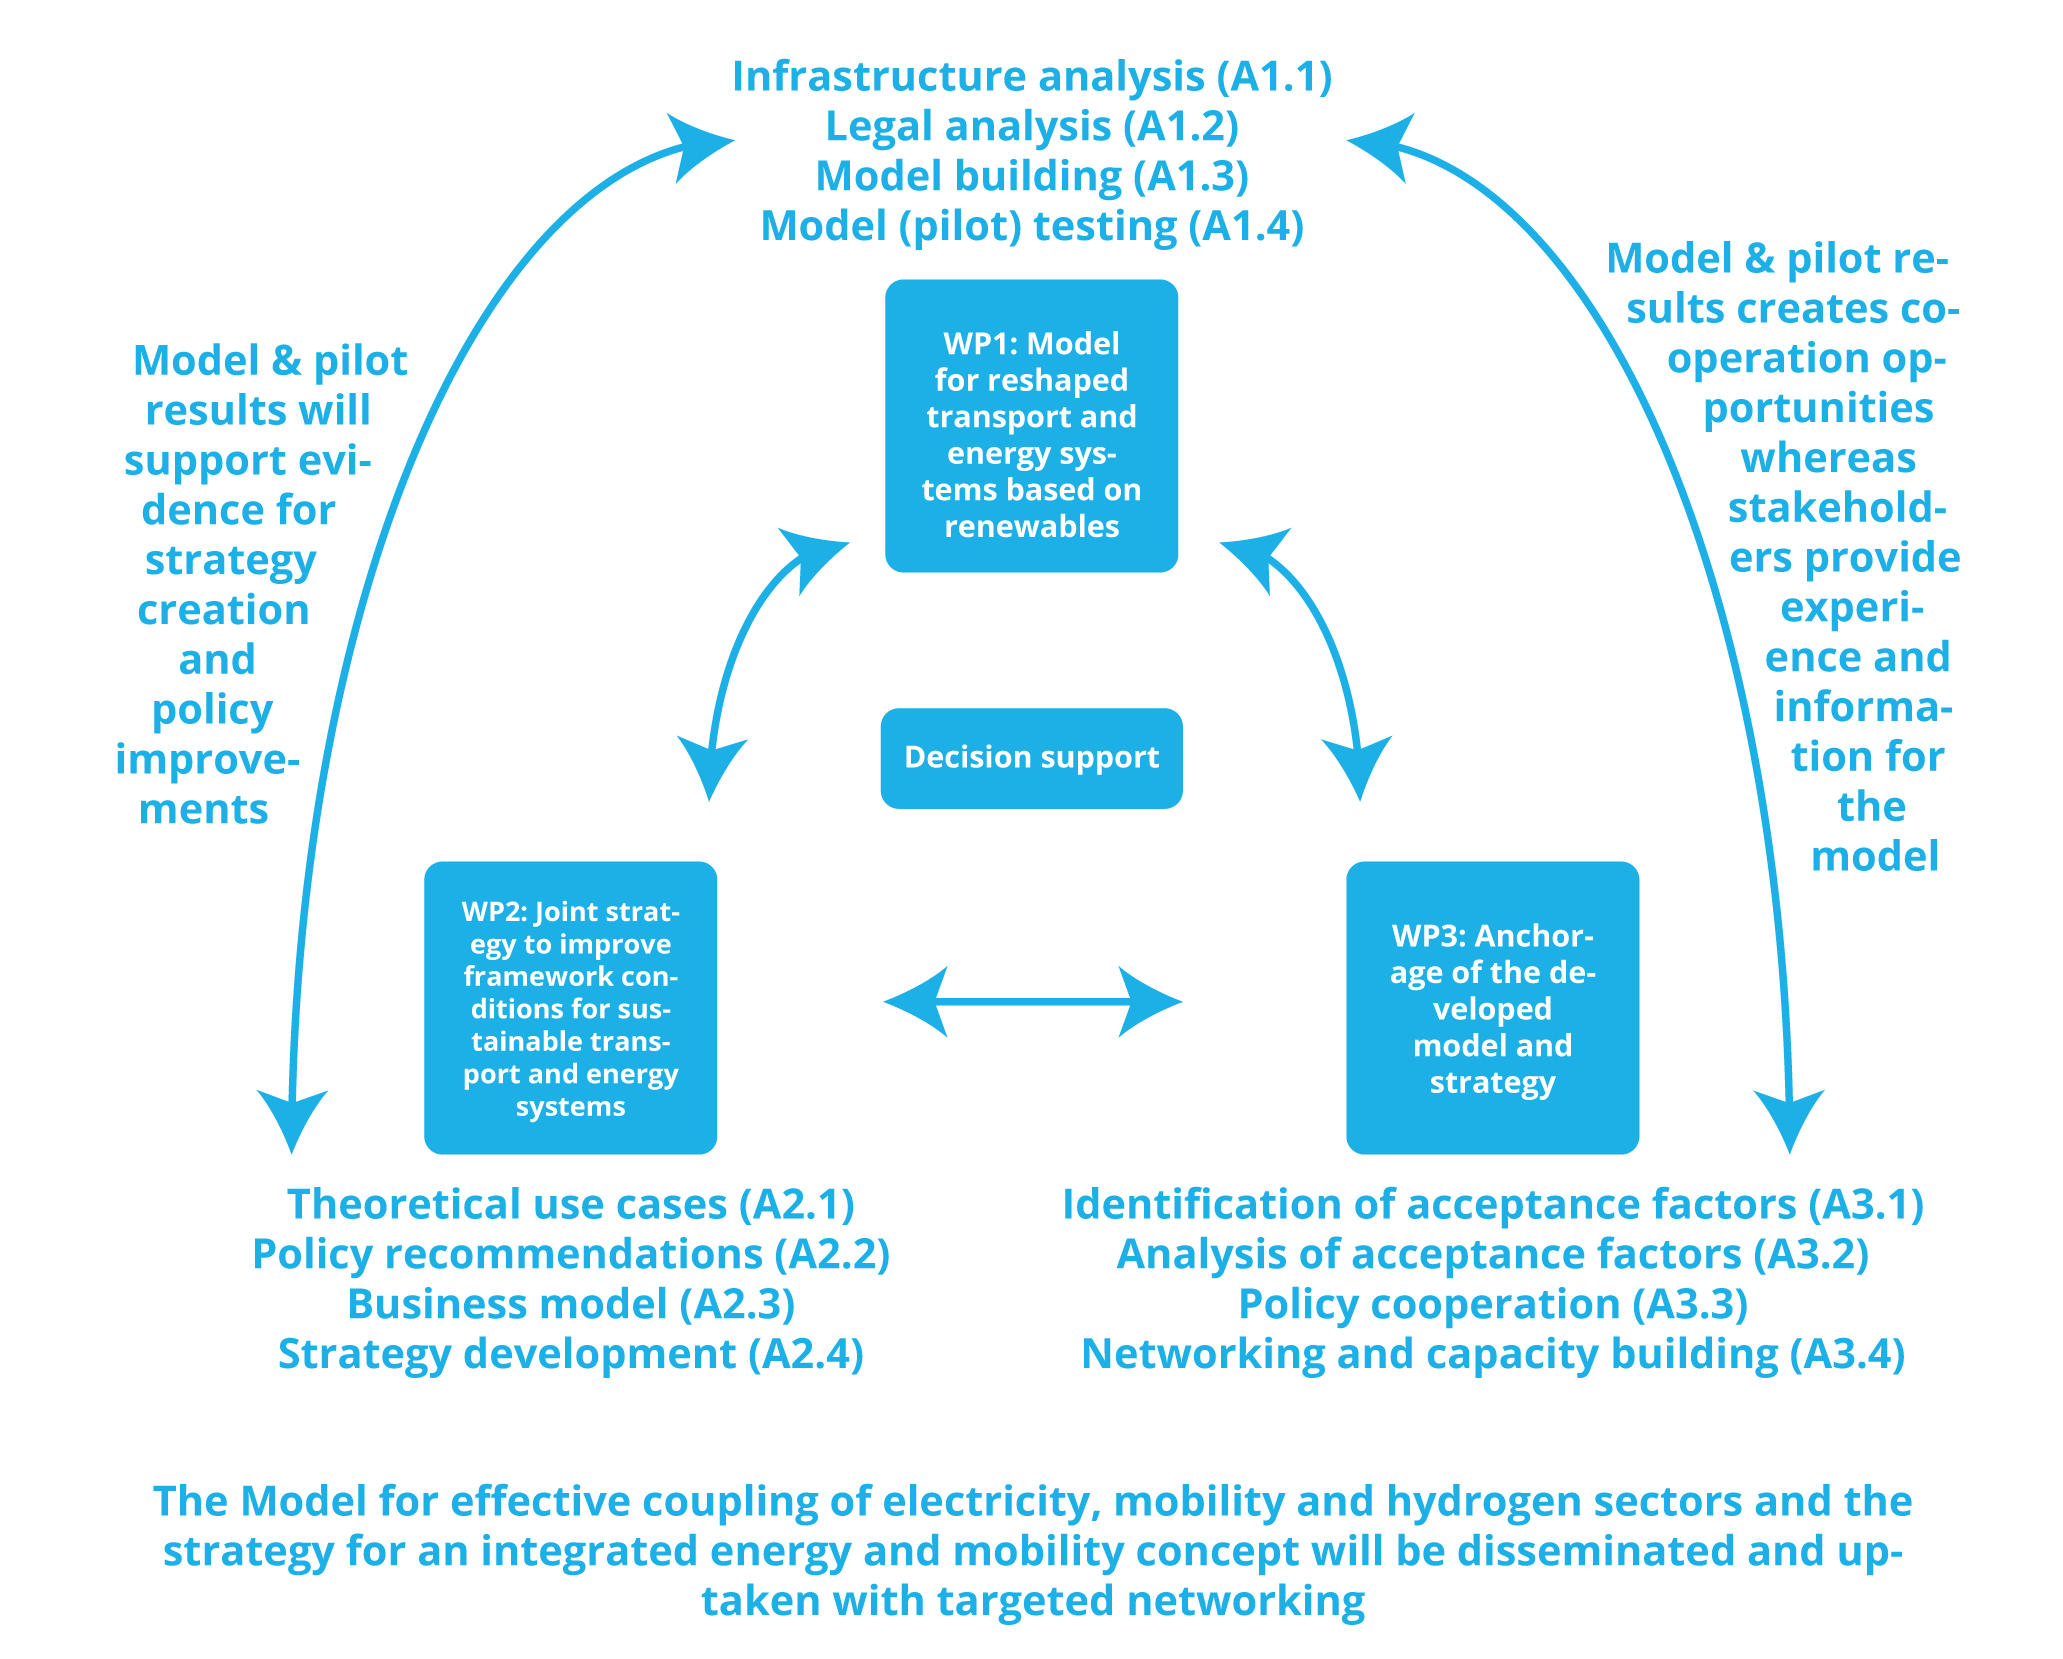 Infrastructure analysis (A1.1)
Legal analysis (A1.2)
Model building (A1.3)
Model (pilot) testing (A1.4)
Model & pilot
results will
support evi-
dence for
strategy
creation
and
policy
improve-
ments
WP1: Model
for reshaped
transport and
energy sys-
tems based on
renewables
Model & pilot re-
sults creates co-
operation op-
portunities
whereas
stakehold-
ers provide
experi-
ence and
informa-
tion for
the
model
Decision support
WP2: Joint strat-
egy to improve
framework con-
ditions for sus-
tainable trans-
port and energy
systems
WP3: Anchor-
age of the de-
veloped
model and
strategy
Theoretical use cases (A2.1)
Policy recommendations (A2.2)
Business model (A2.3)
Strategy development (A2.4)
Identification of acceptance factors (A3.1)
Analysis of acceptance factors (A3.2)
Policy cooperation (A3.3)
Networking and capacity building (A3.4)
The Model for effective coupling of electricity, mobility and hydrogen sectors and the
strategy for an integrated energy and mobility concept will be disseminated and up-
taken with targeted networking